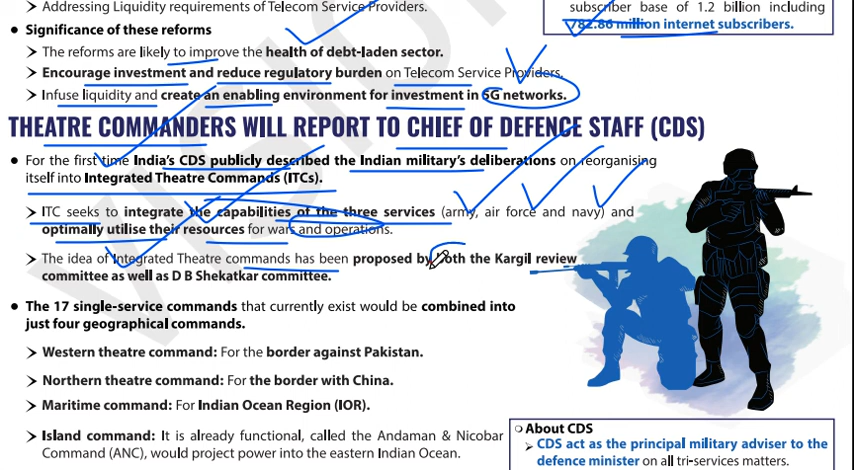 ➤ Addressing Liquidity requirements of Telecom Service Providers.
● Significance of these reforms
➤ The reforms are likely to improve the health of debt-laden sector.
➤ Encourage investment and reduce regulatory burden on Telecom Service Providers.
➤ Infuse liquidity and create an enabling environment for investment in 5G networks.
subscriber base of 1.2 billion including
782.86 million internet subscribers.
THEATRE COMMANDERS WILL REPORT TO CHIEF OF DEFENCE STAFF (CDS)
● For the first time India's CDS publicly described the Indian military's deliberations on reorganising
itself into Integrated Theatre Commands (ITCs).
➤ ITC seeks to integrate the capabilities of the three services (army, air force and navy) and
optimally utilise their resources for wars and operations.
➤ The idea of Integrated Theatre commands has been proposed by both the Kargil review
committee as well as D B Shekatkar committee.
● The 17 single-service commands that currently exist would be combined into
just four geographical commands.
➤ Western theatre command: For the border against Pakistan.
➤ Northern theatre command: For the border with China.
➤ Maritime command: For Indian Ocean Region (IOR).
➤ Island command: It is already functional, called the Andaman & Nicobar
Command (ANC), would project power into the eastern Indian Ocean.
○ About CDS
➢ CDS act as the principal military adviser to the
defence minister on all tri-services matters.